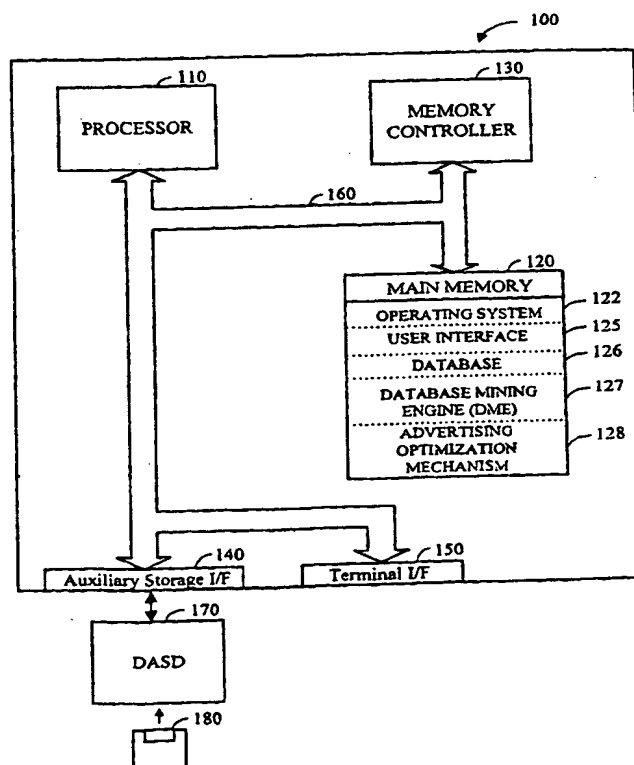 100
110
PROCESSOR
130
MEMORY
CONTROLLER
160
120
MAIN MEMORY
OPERATING SYSTEM
122
USER INTERFACE
125
DATABASE
126
DATABASE MINING
ENGINE (DME)
127
ADVERTISING
OPTIMIZATION
MECHANISM
128
140
Auxiliary Storage I/F
150
Terminal I/F
170
DASD
180